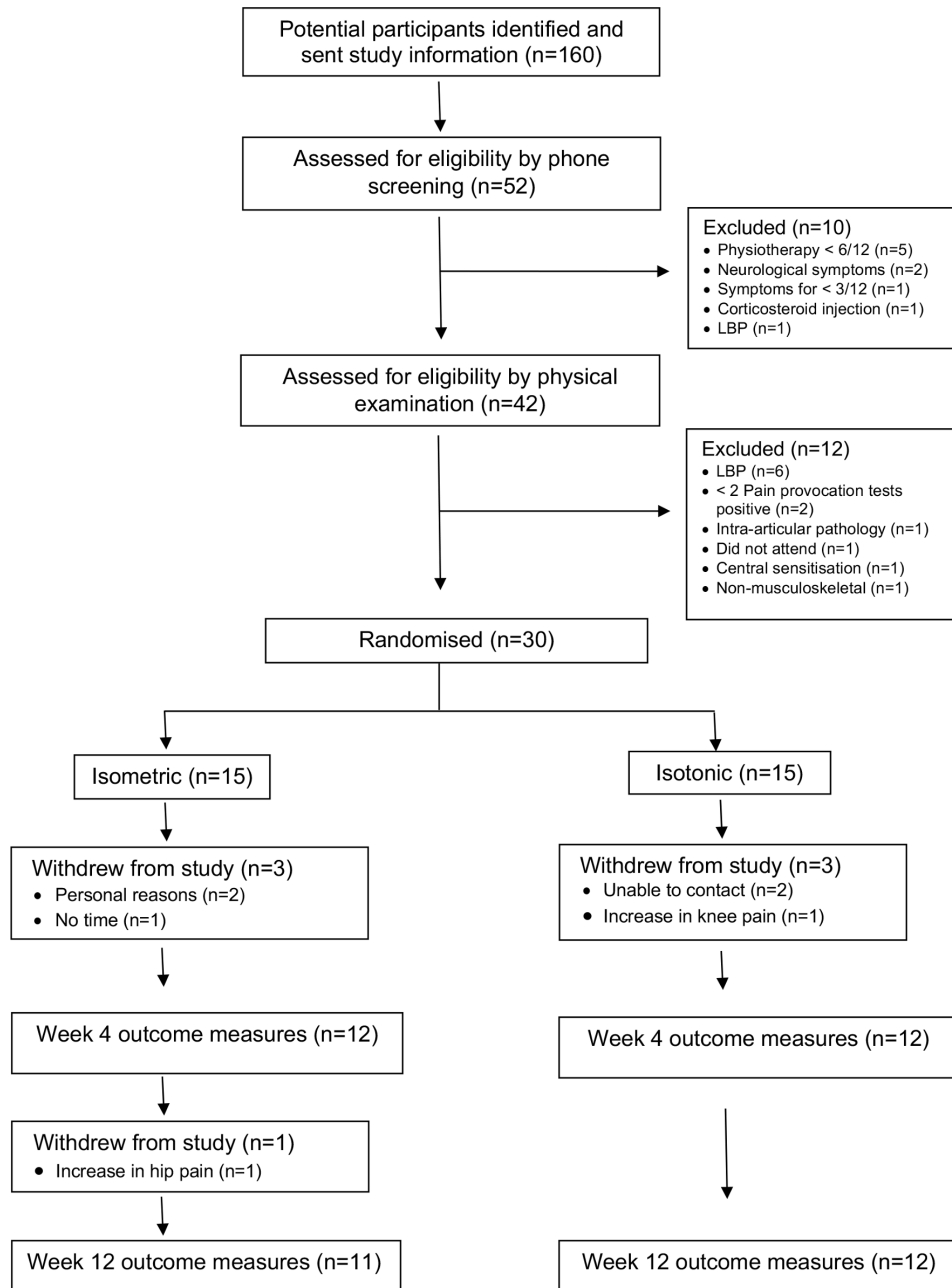 Potential participants identified and
sent study information (n=160)
Assessed for eligibility by phone
screening (n=52)
Excluded (n=10)
• Physiotherapy < 6/12 (n=5)
• Neurological symptoms (n=2)
• Symptoms for < 3/12 (n=1)
• Corticosteroid injection (n=1)
• LBP (n=1)
Assessed for eligibility by physical
examination (n=42)
Excluded (n=12)
• LBP (n=6)
• < 2 Pain provocation tests
positive (n=2)
• Intra-articular pathology (n=1)
• Did not attend (n=1)
• Central sensitisation (n=1)
• Non-musculoskeletal (n=1)
Randomised (n=30)
Isometric (n=15)
Isotonic (n=15)
Withdrew from study (n=3)
• Personal reasons (n=2)
• No time (n=1)
Withdrew from study (n=3)
• Unable to contact (n=2)
• Increase in knee pain (n=1)
Week 4 outcome measures (n=12)
Week 4 outcome measures (n=12)
Withdrew from study (n=1)
• Increase in hip pain (n=1)
Week 12 outcome measures (n=11)
Week 12 outcome measures (n=12)